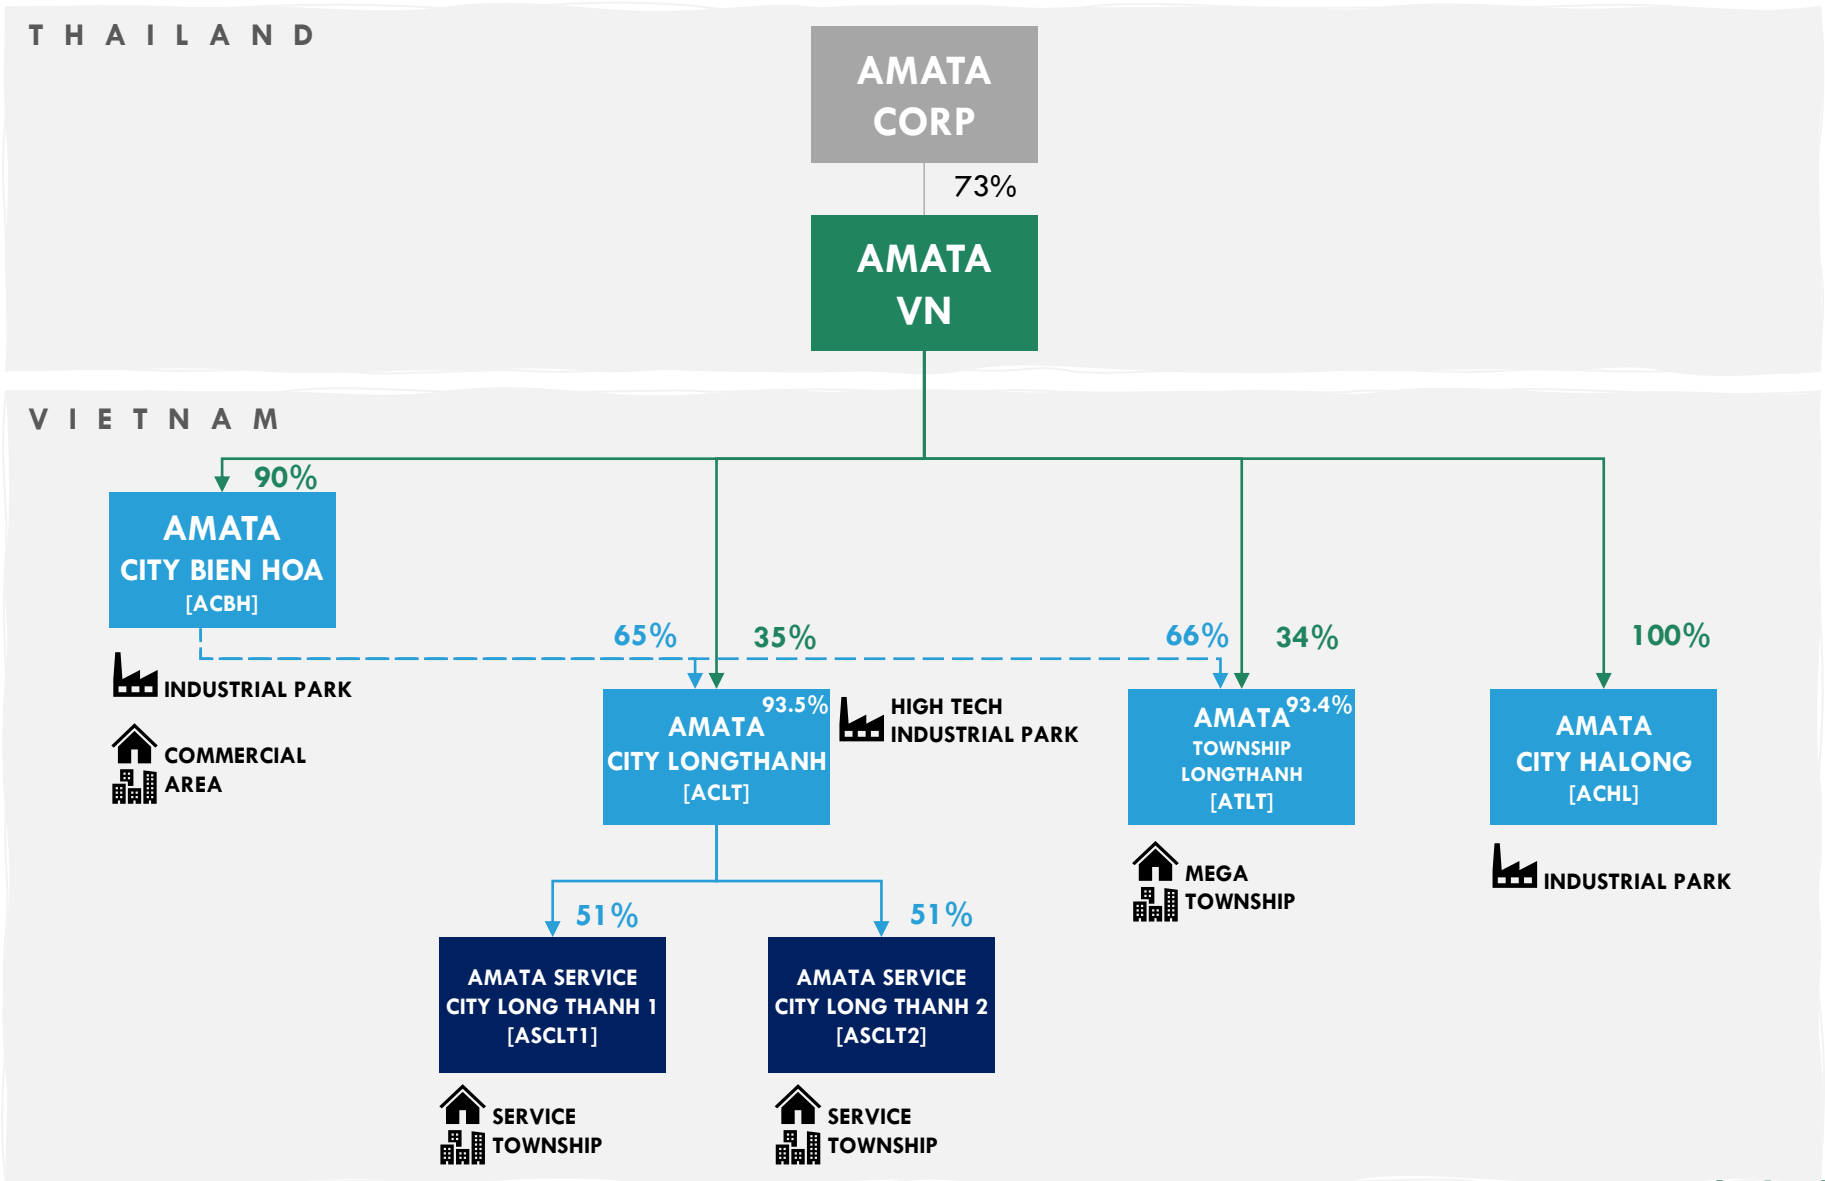 THAILAND
AMATA
CORP
73%
AMATA
VN
VIETNAM
90%
AMATA
CITY BIEN HOA
[ACBH]
INDUSTRIAL PARK
COMMERCIAL
AREA
65%
35%
93.5%
AMATA
CITY LONGTHANH
[ACLT]
HIGH TECH
INDUSTRIAL PARK
66%
34%
93.4%
AMATA
TOWNSHIP
LONGTHANH
[ATLT]
MEGA
TOWNSHIP
100%
AMATA
CITY HALONG
[ACHL]
INDUSTRIAL PARK
51%
AMATA SERVICE
CITY LONG THANH 1
[ASCLT1]
SERVICE
TOWNSHIP
51%
AMATA SERVICE
CITY LONG THANH 2
[ASCLT2]
SERVICE
TOWNSHIP